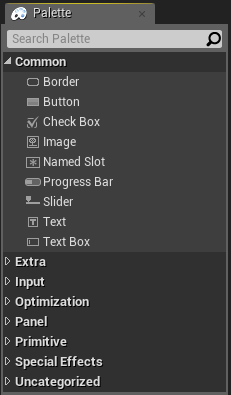 Palette
Search Palette
Common
Border
Button
Check Box
Image
Named Slot
Progress Bar
Slider
Text
Text Box
Extra
Input
Optimization
Panel
Primitive
Special Effects
Uncategorized